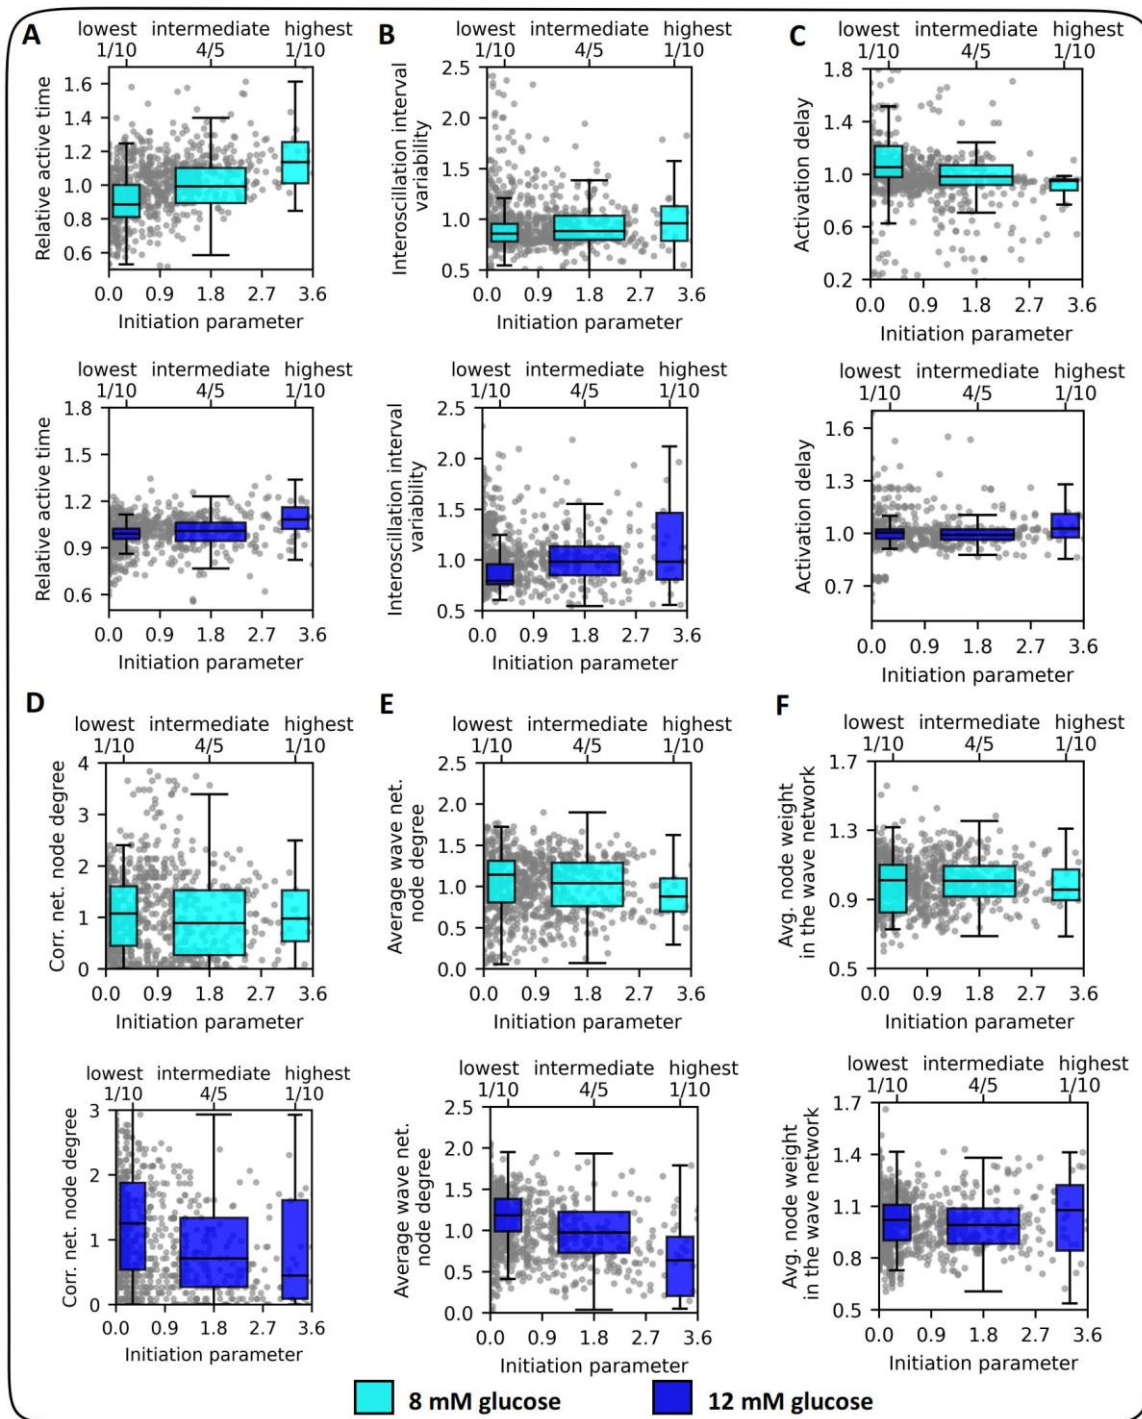 A
lowest intermediate highest
1/10 4/5 1/10
Relative active time
1.6
1.4
1.2
1.0
0.8
0.6
0.0 0.9 1.8 2.7 3.6
Initiation parameter
B
lowest intermediate highest
1/10 4/5 1/10
Interoscillation interval
variability
2.5
2.0
1.5
1.0
0.5
0.0 0.9 1.8 2.7 3.6
Initiation parameter
C
lowest intermediate highest
1/10 4/5 1/10
Activation delay
1.8
1.4
1.0
0.6
0.2
0.0 0.9 1.8 2.7 3.6
Initiation parameter
lowest intermediate highest
1/10 4/5 1/10
Relative active time
1.8
1.5
1.2
0.9
0.6
0.0 0.9 1.8 2.7 3.6
Initiation parameter
lowest intermediate highest
1/10 4/5 1/10
Interoscillation interval
variability
2.5
2.0
1.5
1.0
0.5
0.0 0.9 1.8 2.7 3.6
Initiation parameter
lowest intermediate highest
1/10 4/5 1/10
Activation delay
1.6
1.3
1.0
0.7
0.0 0.9 1.8 2.7 3.6
Initiation parameter
D
lowest intermediate highest
1/10 4/5 1/10
Corr. net. node degree
4
3
2
1
0
0.0 0.9 1.8 2.7 3.6
Initiation parameter
E
lowest intermediate highest
1/10 4/5 1/10
Average wave net.
node degree
2.5
2.0
1.5
1.0
0.5
0.0
0.0 0.9 1.8 2.7 3.6
Initiation parameter
F
lowest intermediate highest
1/10 4/5 1/10
Avg. node weight
in the wave network
1.7
1.3
0.9
0.5
0.0 0.9 1.8 2.7 3.6
Initiation parameter
lowest intermediate highest
1/10 4/5 1/10
Corr. net. node degree
3
2
1
0
0.0 0.9 1.8 2.7 3.6
Initiation parameter
lowest intermediate highest
1/10 4/5 1/10
Average wave net.
node degree
2.5
2.0
1.5
1.0
0.5
0.0
0.0 0.9 1.8 2.7 3.6
Initiation parameter
lowest intermediate highest
1/10 4/5 1/10
Avg. node weight
in the wave network
1.7
1.4
1.1
0.8
0.5
0.0 0.9 1.8 2.7 3.6
Initiation parameter
8 mM glucose
12 mM glucose